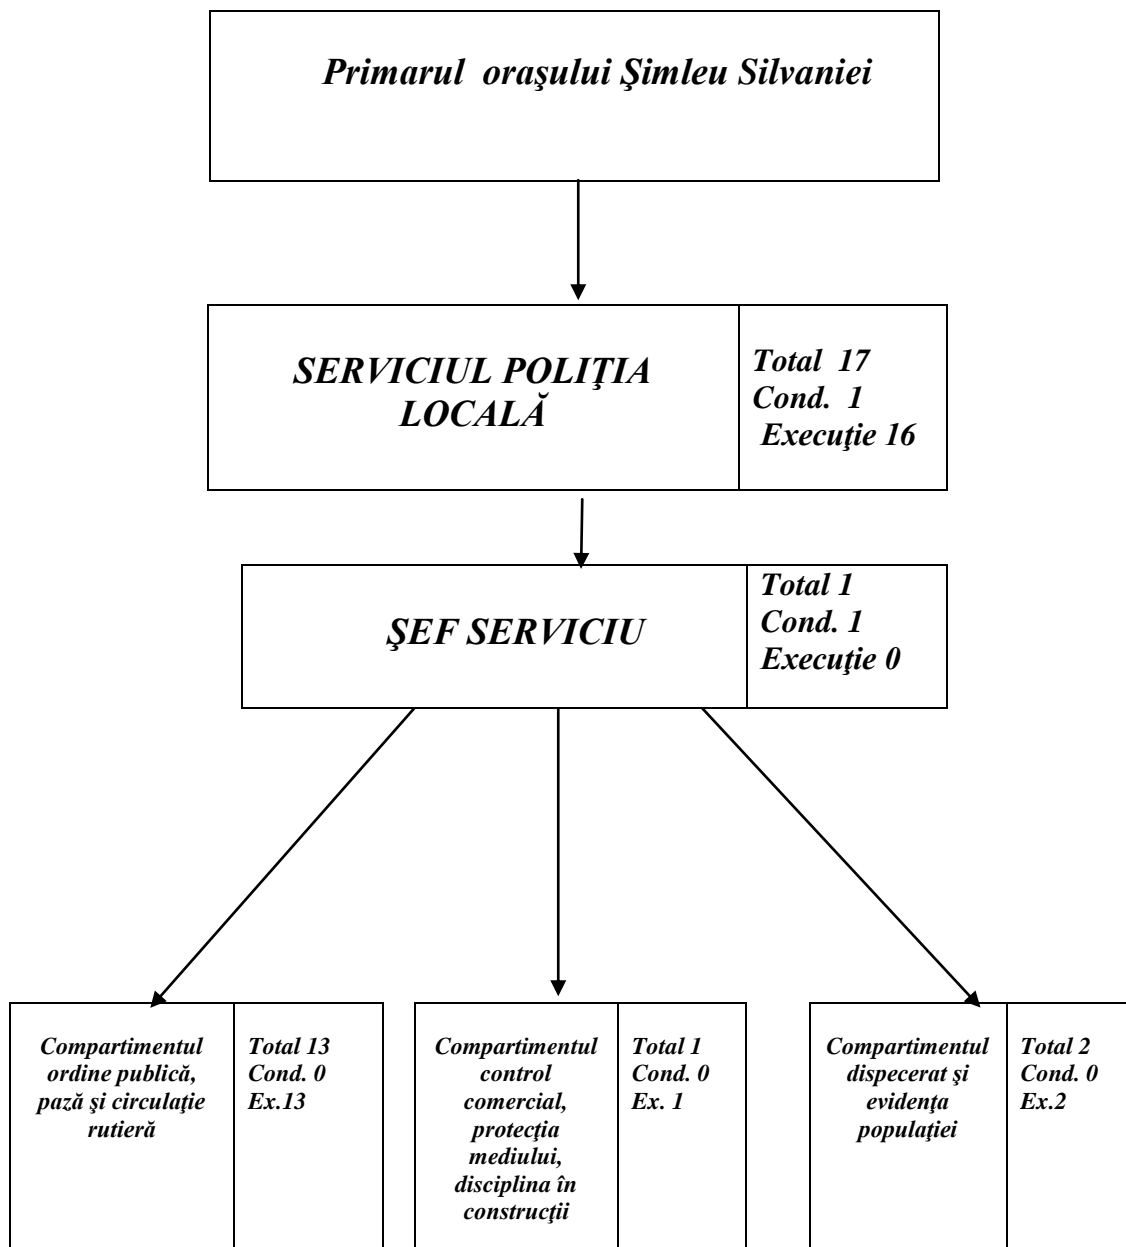 Primarul oraşului Şimleu Silvaniei
SERVICIUL POLIŢIA
LOCALĂ
Total 17
Cond. 1
Execuţie 16
ŞEF SERVICIU
Total 1
Cond. 1
Execuţie 0
Compartimentul
ordine publică,
pază şi circulaţie
rutieră
Total 13
Cond. 0
Ex.13
Compartimentul
control
comercial,
protecţia
mediului,
disciplina în
construcţii
Total 1
Cond. 0
Ex. 1
Compartimentul
dispecerat şi
evidenţa
populaţiei
Total 2
Cond. 0
Ex.2